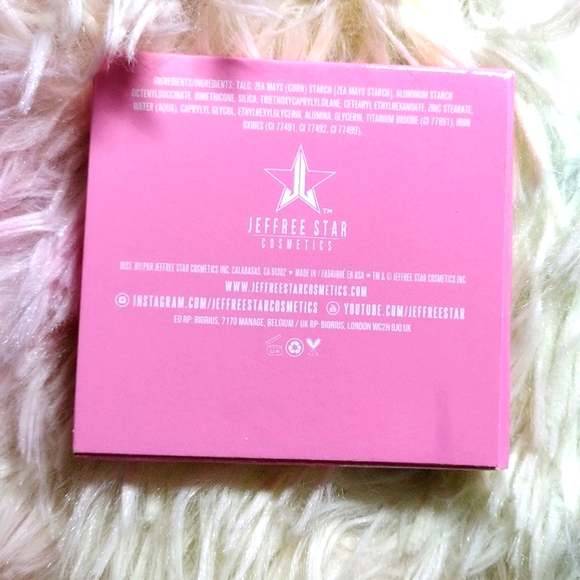 INGREDIENTS/INGRÉDIENTS: TALC, ZEA MAYS (CORN) STARCH [ZEA MAYS STARCH], ALUMINUM STARCH
OCTENYLSUCCINATE, DIMETHICONE, SILICA, TRIETHOXYCAPRYLYLSILANE, CETEARYL ETHYLHEXANOATE, ZINC STEARATE,
WATER (AQUA), CAPRYLYL GLYCOL, ETHYLHEXYLGLYCERIN, ALUMINA, GLYCERIN, TITANIUM DIOXIDE (CI 77891), IRON
OXIDES (CI 77491, CI 77492, CI 77499).
TM
JEFFREE STAR
COSMETICS
DIST. BY/PAR JEFFREE STAR COSMETICS INC. CALABASAS, CA 91302 ★ MADE IN / FABRIQUÉ EN USA ★ TM & © JEFFREE STAR COSMETICS INC
WWW.JEFFREESTARCOSMETICS.COM
INSTAGRAM.COM/JEFFREESTARCOSMETICS YOUTUBE.COM/JEFFREESTAR
EU RP: BIORIUS, 7170 MANAGE, BELGIUM / UK RP: BIORIUS, LONDON WC2H 9JQ UK